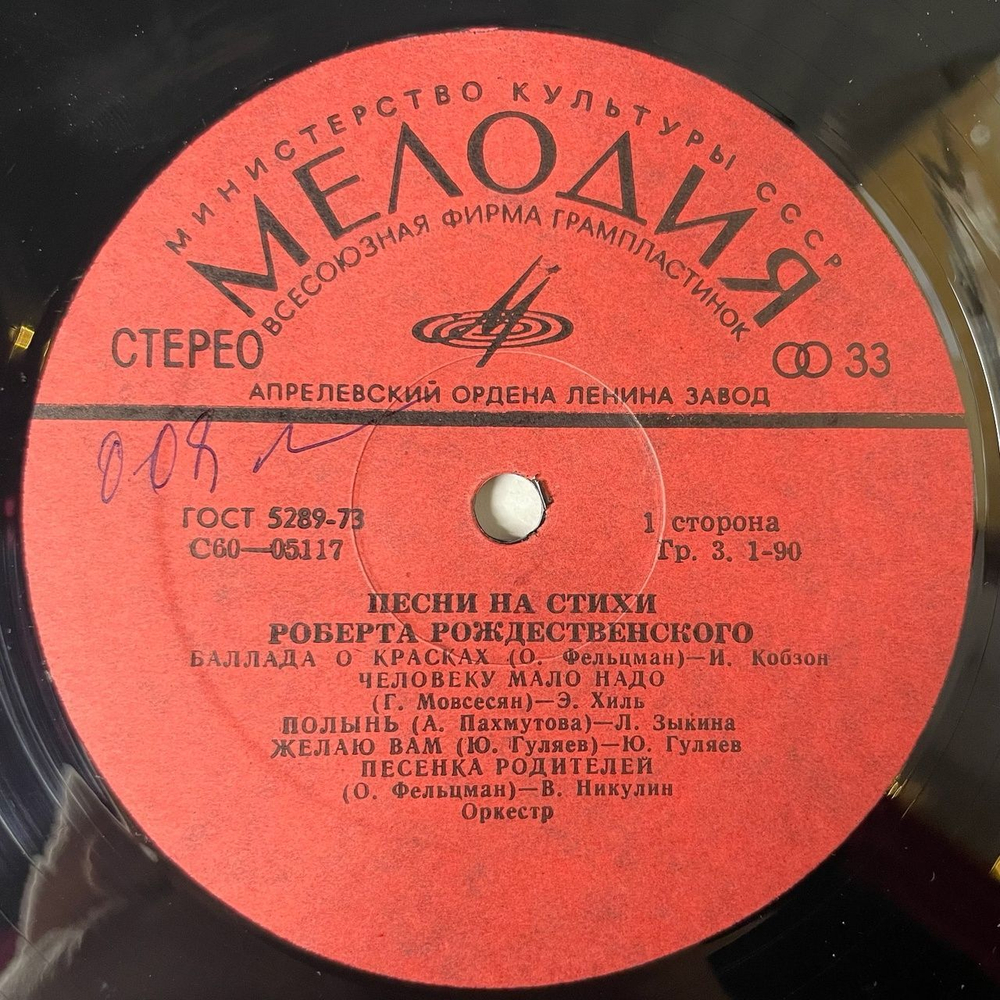 МИНИСТЕРСТВО КУЛЬТУРЫ СССР
МЕЛОДИЯ
ВСЕСОЮЗНАЯ ФИРМА ГРАМПЛАСТИНОК
СТЕРЕО
33
АПРЕЛЕВСКИЙ ОРДЕНА ЛЕНИНА ЗАВОД
ГОСТ 5289-73
1 сторона
С60—05117
Гр. 3. 1-90
ПЕСНИ НА СТИХИ
РОБЕРТА РОЖДЕСТВЕНСКОГО
БАЛЛАДА О КРАСКАХ (О. Фельцман)—И. Кобзон
ЧЕЛОВЕКУ МАЛО НАДО
(Г. Мовсесян)—Э. Хиль
ПОЛЫНЬ (А. Пахмутова)—Л. Зыкина
ЖЕЛАЮ ВАМ (Ю. Гуляев)—Ю. Гуляев
ПЕСЕНКА РОДИТЕЛЕЙ
(О. Фельцман)—В. Никулин
Оркестр